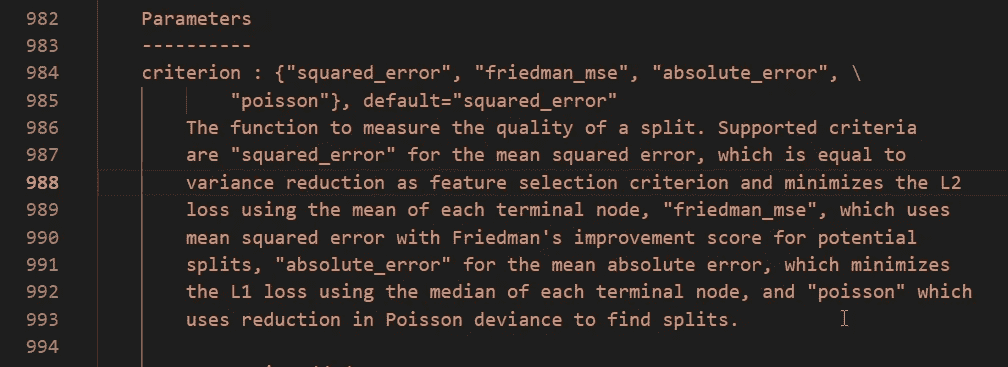 982 Parameters
983 ----------
984 criterion : {"squared_error", "friedman_mse", "absolute_error", \
985 "poisson"}, default="squared_error"
986 The function to measure the quality of a split. Supported criteria
987 are "squared_error" for the mean squared error, which is equal to
988 variance reduction as feature selection criterion and minimizes the L2
989 loss using the mean of each terminal node, "friedman_mse", which uses
990 mean squared error with Friedman's improvement score for potential
991 splits, "absolute_error" for the mean absolute error, which minimizes
992 the L1 loss using the median of each terminal node, and "poisson" which
993 uses reduction in Poisson deviance to find splits.
994